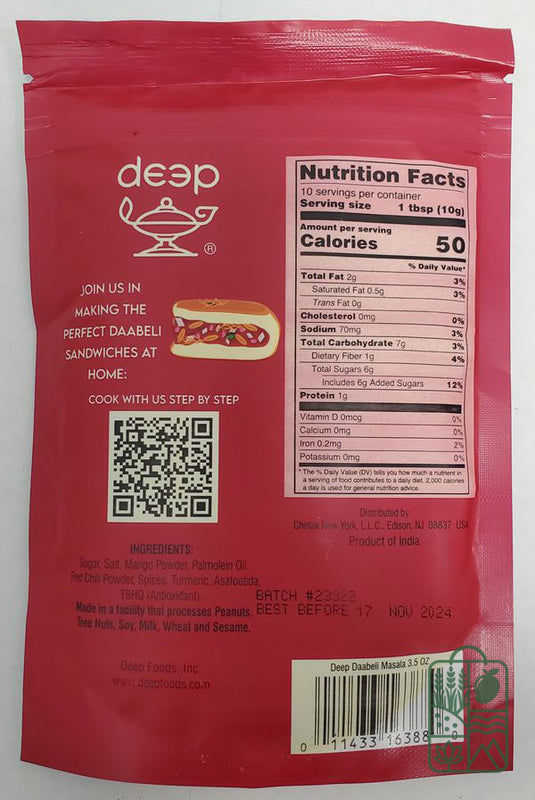 deep
®
JOIN US IN
MAKING THE
PERFECT DAABELI
SANDWICHES AT
HOME:
COOK WITH US STEP BY STEP
Nutrition Facts
10 servings per container
Serving size 1 tbsp (10g)
Amount per serving
Calories 50
% Daily Value*
Total Fat 2g 3%
Saturated Fat 0.5g 3%
Trans Fat 0g
Cholesterol 0mg 0%
Sodium 70mg 3%
Total Carbohydrate 7g 3%
Dietary Fiber 1g 4%
Total Sugars 6g
Includes 6g Added Sugars 12%
Protein 1g
Vitamin D 0mcg 0%
Calcium 0mg 0%
Iron 0.2mg 2%
Potassium 0mg 0%
* The % Daily Value (DV) tells you how much a nutrient in
a serving of food contributes to a daily diet. 2,000 calories
a day is used for general nutrition advice.
Distributed by
Chetak New York, L.L.C., Edison, NJ 08837 USA
Product of India
INGREDIENTS:
Sugar, Salt, Mango Powder, Palmolein Oil,
Red Chili Powder, Spices, Turmeric, Asafoetida,
TBHQ (Antioxidant).
Made in a facility that processes Peanuts,
Tree Nuts, Soy, Milk, Wheat and Sesame.
BATCH #23322
BEST BEFORE 17 NOV 2024
Deep Foods, Inc.
www.deepfoods.com
Deep Daabeli Masala 3.5 OZ
0 11433 16388 0